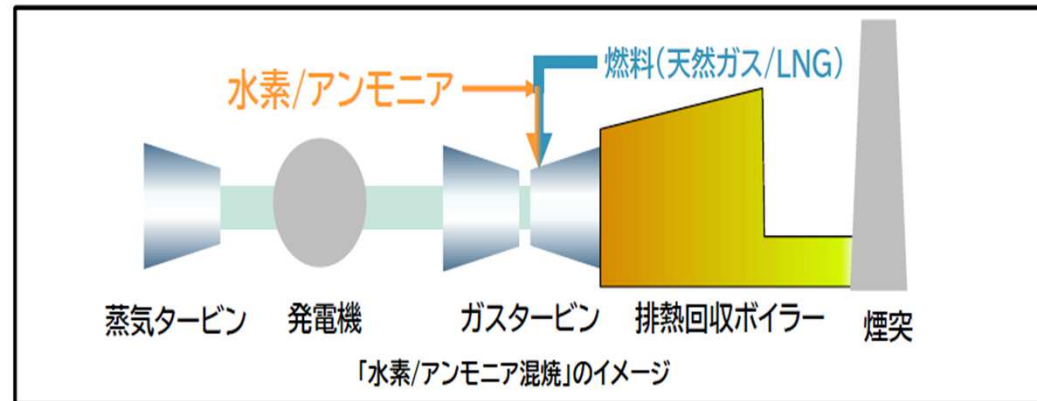 燃料(天然ガス/LNG)
水素/アンモニア
蒸気タービン
発電機
ガスタービン
排熱回収ボイラー
煙突
「水素/アンモニア混焼」のイメージ